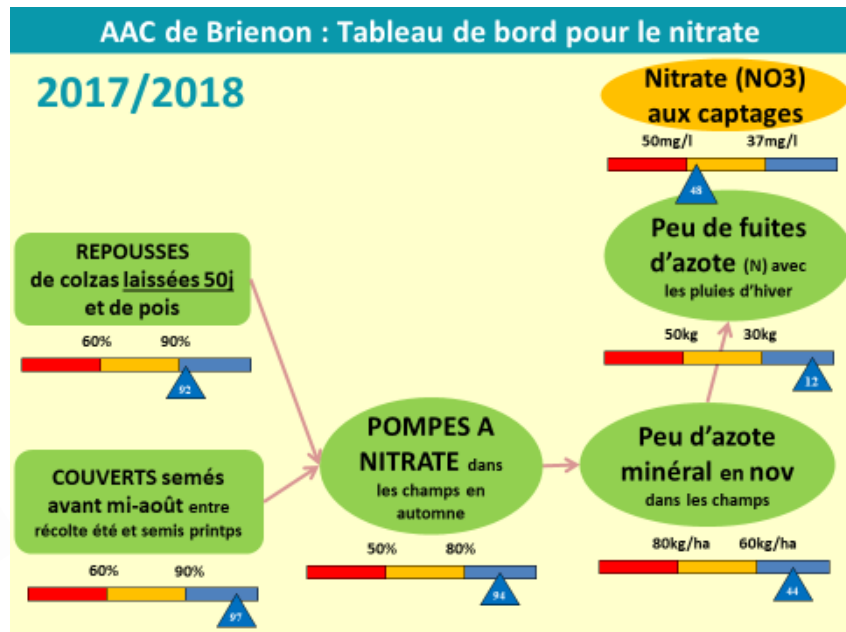 AAC de Brienon : Tableau de bord pour le nitrate
2017/2018
Nitrate (NO3)
aux captages
50mg/l 37mg/l
48
Peu de fuites
d'azote (N) avec
les pluies d'hiver
50kg 30kg
12
REPOUSSES
de colzas laissées 50j
et de pois
60% 90%
92
COUVERTS semés
avant mi-août entre
récolte été et semis printps
60% 90%
97
POMPES A
NITRATE dans
les champs en
automne
50% 80%
94
Peu d'azote
minéral en nov
dans les champs
80kg/ha 60kg/ha
44